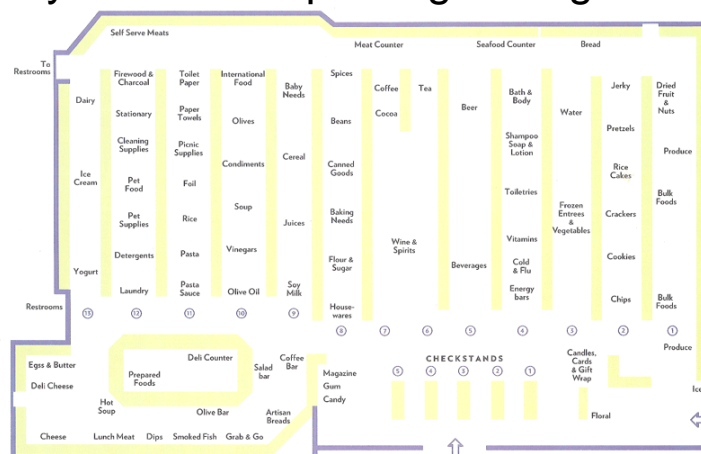 Self Serve Meats
Meat Counter
Seafood Counter
Bread
To
Restrooms
Dairy
Ice
Cream
Yogurt
Restrooms
13
Firewood &
Charcoal
Stationary
Cleaning
Supplies
Pet
Food
Pet
Supplies
Detergents
Laundry
12
Toilet
Paper
Paper
Towels
Picnic
Supplies
Foil
Rice
Pasta
Pasta
Sauce
11
International
Food
Olives
Condiments
Soup
Vinegars
Olive Oil
10
Baby
Needs
Cereal
Juices
Soy
Milk
9
Spices
Beans
Canned
Goods
Baking
Needs
Flour &
Sugar
House-
wares
8
Coffee
Cocoa
Tea
Wine &
Spirits
7
6
Beer
Beverages
5
Bath &
Body
Shampoo
Soap &
Lotion
Toiletries
Vitamins
Cold
& Flu
Energy
bars
4
Water
Frozen
Entrees
&
Vegetables
3
Jerky
Pretzels
Rice
Cakes
Crackers
Cookies
Chips
2
Dried
Fruit
&
Nuts
Produce
Bulk
Foods
Bulk
Foods
1
Produce
Ice
CHECKSTANDS
5
4
3
2
1
Candles,
Cards
& Gift
Wrap
Floral
Magazine
Gum
Candy
Egs & Butter
Deli Cheese
Prepared
Foods
Deli Counter
Salad
bar
Coffee
Bar
Hot
Soup
Olive Bar
Artisan
Breads
Cheese
Lunch Meat
Dips
Smoked Fish
Grab & Go